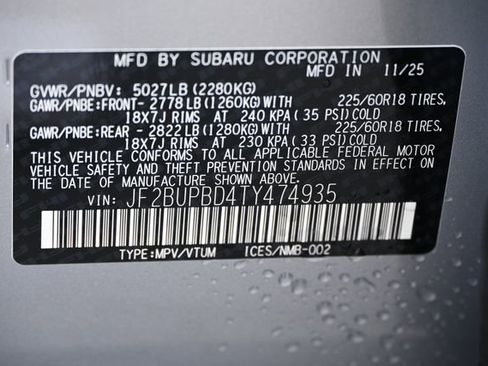 MFD BY SUBARU CORPORATION
MFD IN 11/25
GVWR/PNBV: 5027LB (2280KG)
GAWR/PNBE:FRONT- 2778LB(1260KG)WITH 225/60R18 TIRES,
18X7J RIMS AT 240 KPA( 35 PSI)COLD
GAWR/PNBE:REAR - 2822LB(1280KG)WITH 225/60R18 TIRES,
18X7J RIMS AT 230 KPA( 33 PSI)COLD
THIS VEHICLE CONFORMS TO ALL APPLICABLE FEDERAL MOTOR
VEHICLE SAFETY AND THEFT PREVENTION STANDARDS IN EFFECT
ON THE DATE OF MANUFACTURE SHOWN ABOVE.
VIN: JF2BUPBD4TY474935
TYPE:MPV/VTUM ICES/NMB-002